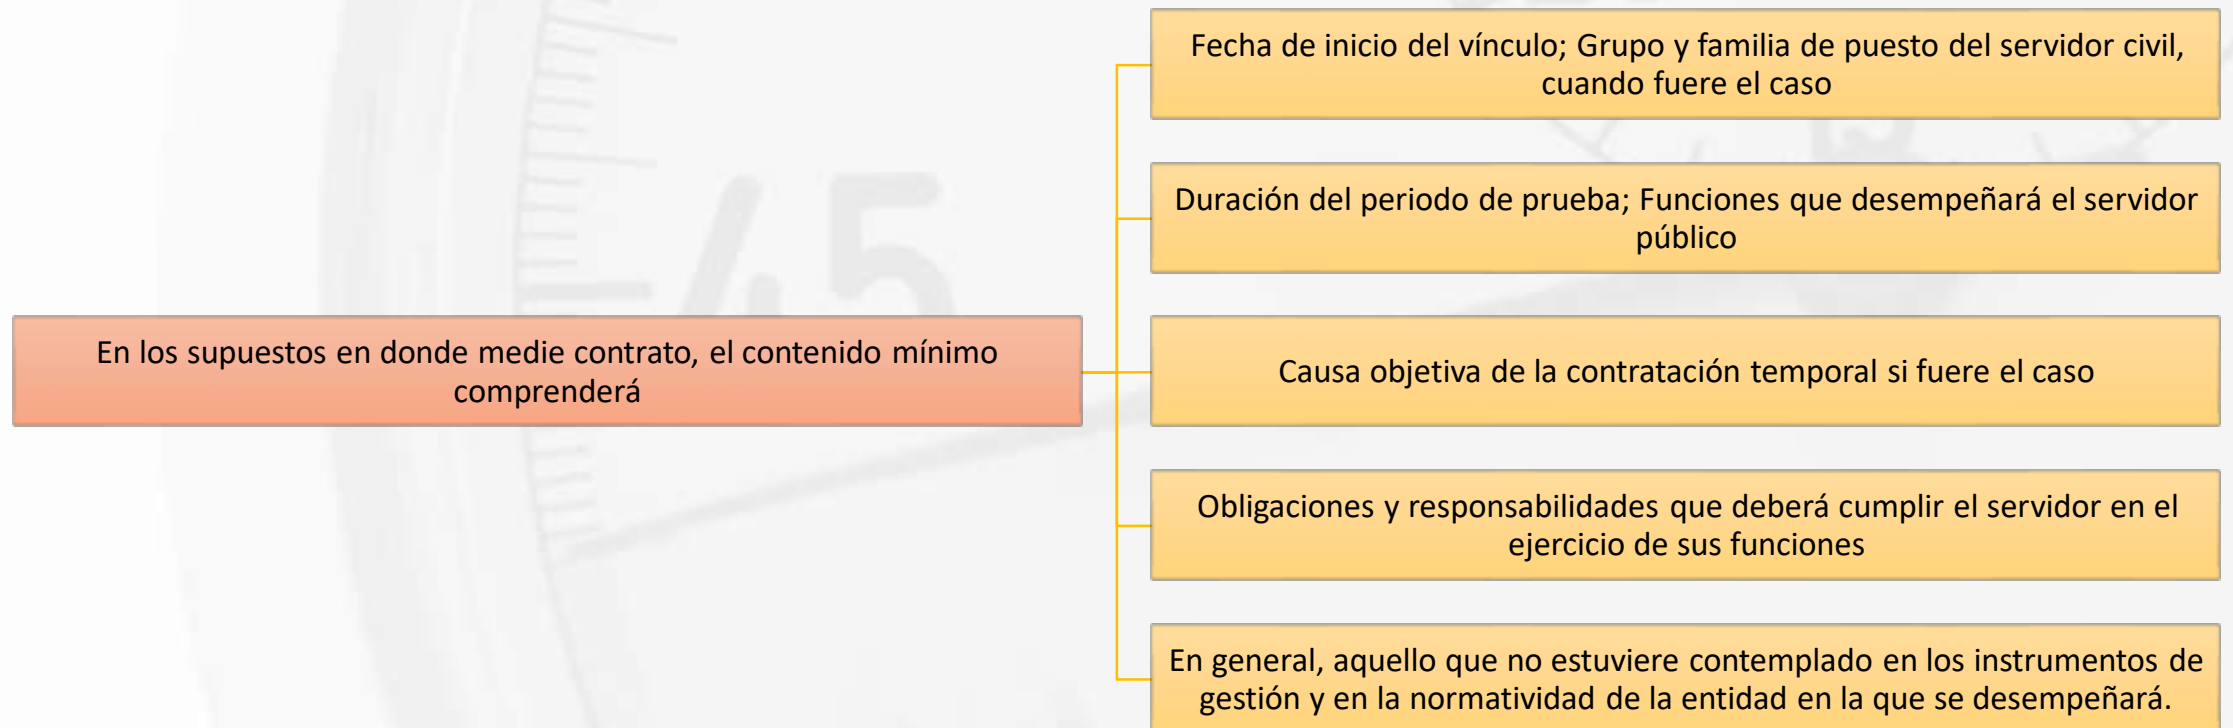 Fecha de inicio del vínculo; Grupo y familia de puesto del servidor civil,
cuando fuere el caso
Duración del periodo de prueba; Funciones que desempeñará el servidor
público
45
En los supuestos en donde medie contrato, el contenido mínimo
comprenderá
Causa objetiva de la contratación temporal si fuere el caso
Obligaciones y responsabilidades que deberá cumplir el servidor en el
ejercicio de sus funciones
En general, aquello que no estuviere contemplado en los instrumentos de
gestión y en la normatividad de la entidad en la que se desempeñará.